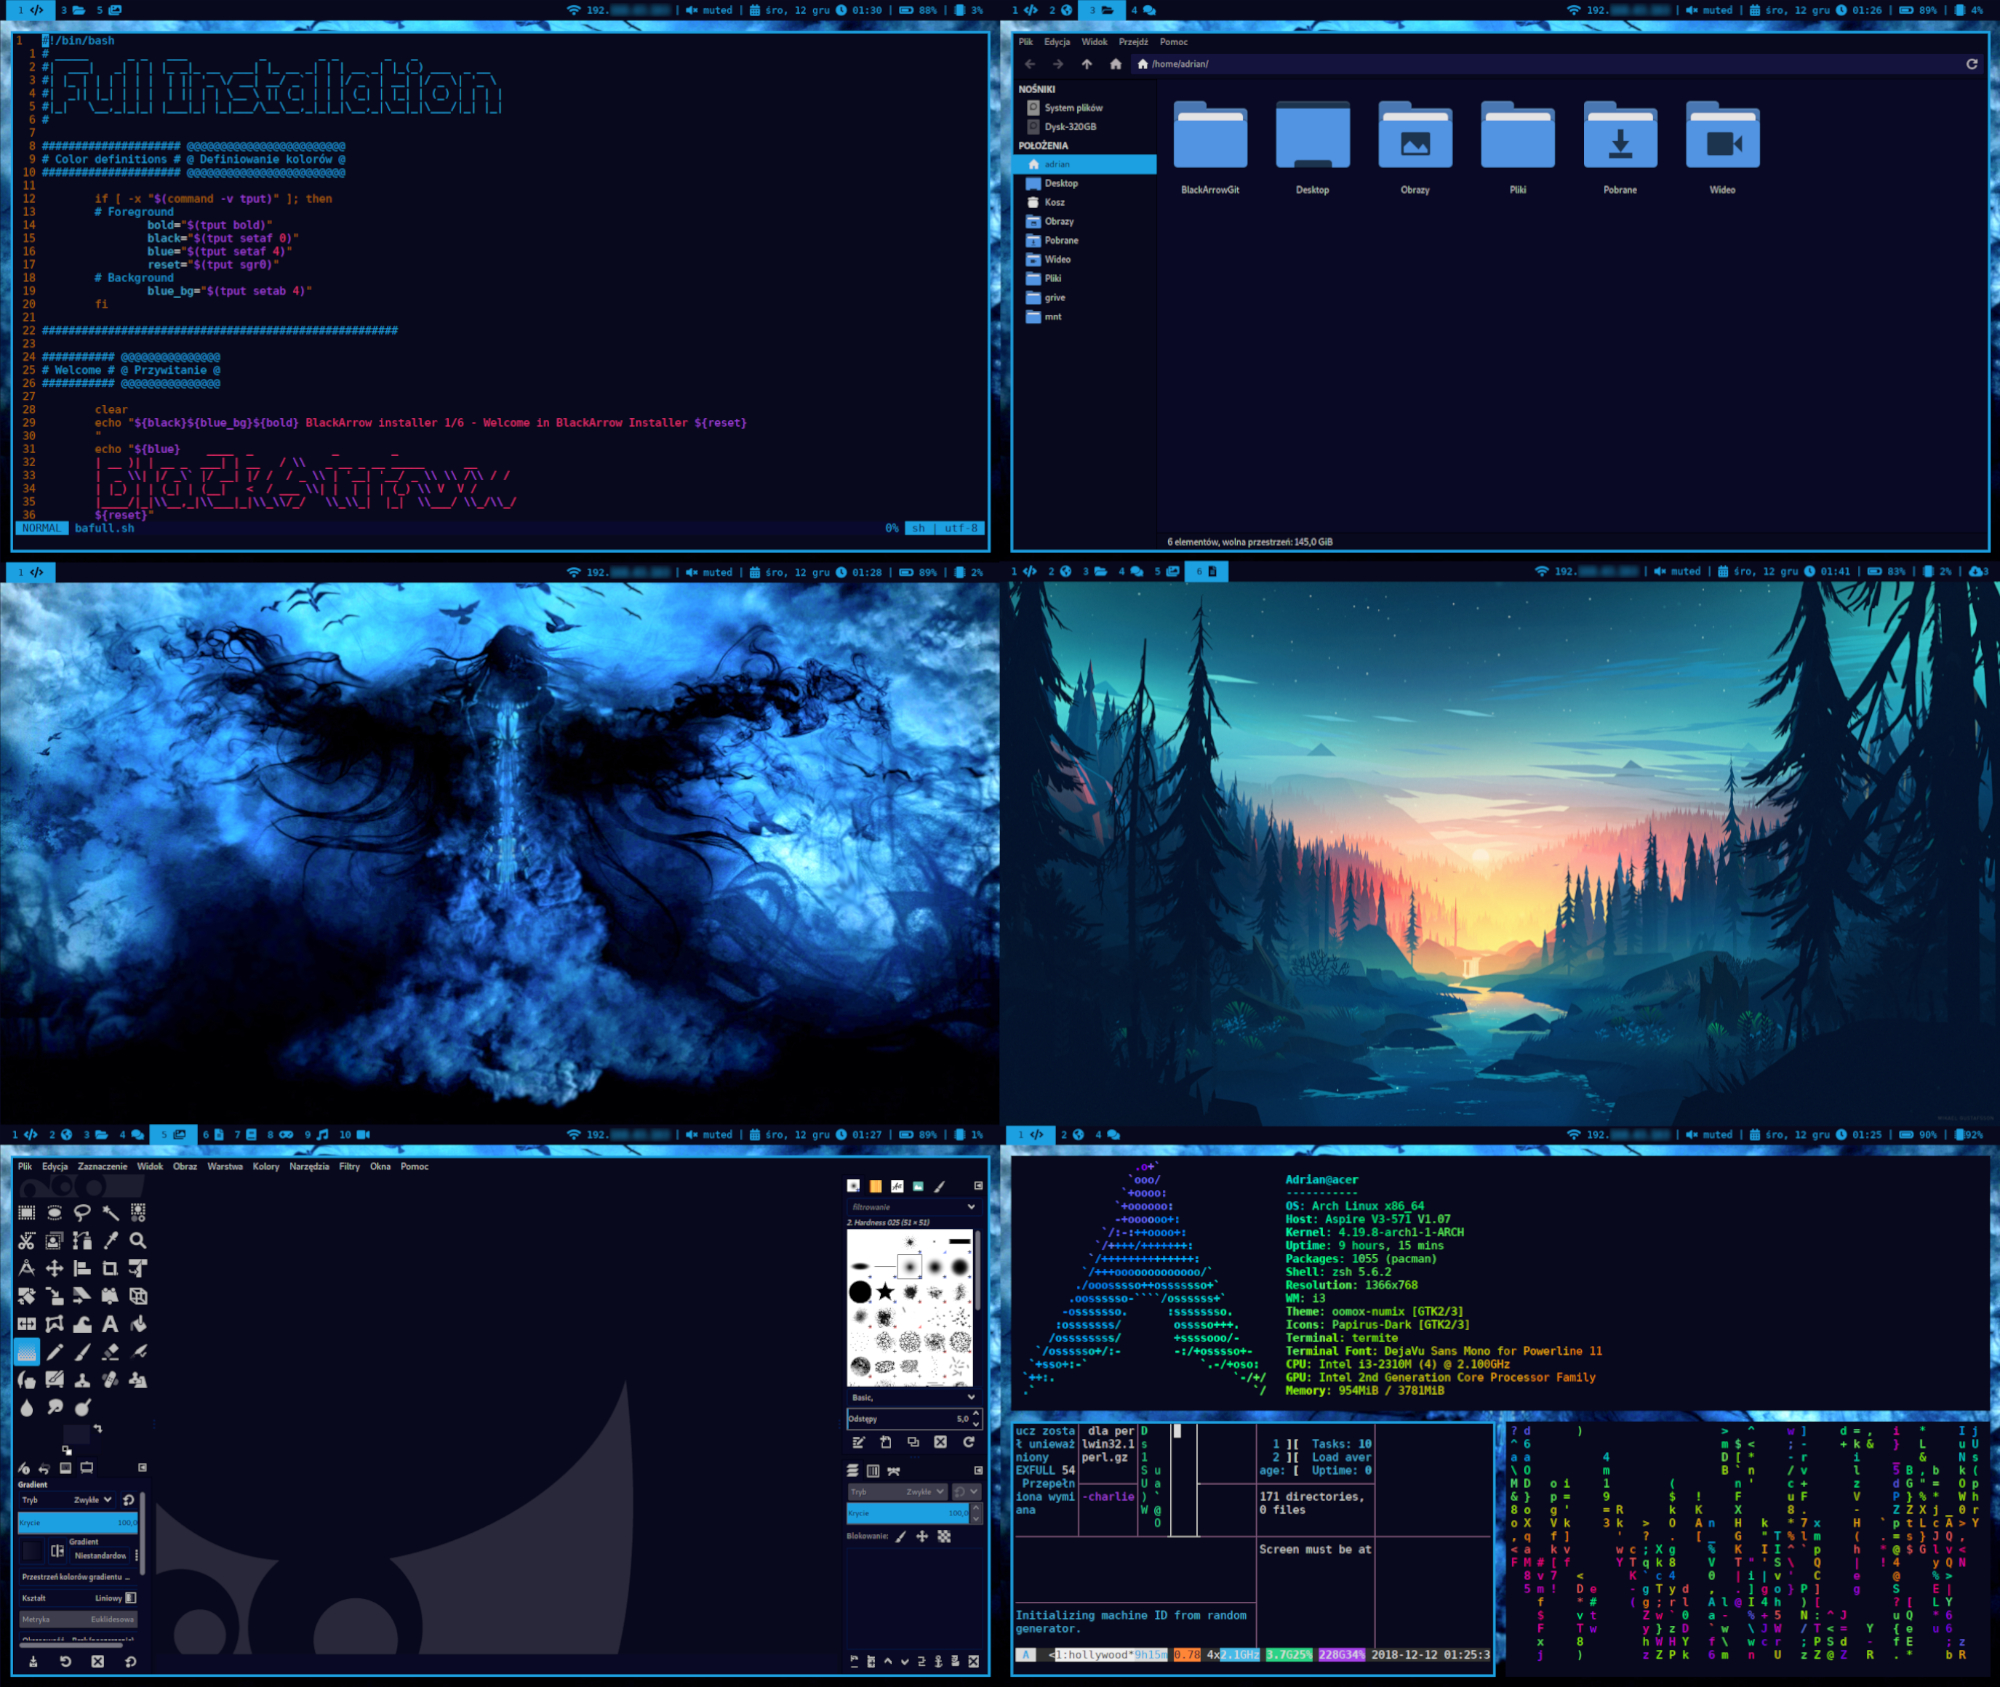 1 3 5 192. muted | śro, 12 gru 01:30 | 88% | 3%
1 #!/bin/bash
1 #
2 #
3 #
4 #
5 #
6 #
7
8 ##################### @@@@@@@@@@@@@@@@@@@@@@@@
9 # Color definitions # @ Definiowanie kolorów @
10 ##################### @@@@@@@@@@@@@@@@@@@@@@@@
11
12 if [ -x "$(command -v tput)" ]; then
13 # Foreground
14 bold="$(tput bold)"
15 black="$(tput setaf 0)"
16 blue="$(tput setaf 4)"
17 reset="$(tput sgr0)"
18 # Background
19 blue_bg="$(tput setab 4)"
20 fi
21
22 ######################################################
23
24 ########### @@@@@@@@@@@@@@@
25 # Welcome # @ Przywitanie @
26 ########### @@@@@@@@@@@@@@@
27
28 clear
29 echo "${black}${blue_bg}${bold} BlackArrow installer 1/6 - Welcome in BlackArrow Installer ${reset}
30 "
31 echo "${blue}
32
33
34
35
36 ${reset}"
NORMAL bafull.sh 0% sh | utf-8
1 2 3 4 192. muted | śro, 12 gru 01:26 | 89% | 4%
Plik Edycja Widok Przejdź Pomoc
/home/adrian/
NOŚNIKI
System plików
Dysk-320GB
POŁOŻENIA
adrian
Desktop
Kosz
Obrazy
Pobrane
Wideo
Pliki
grive
mnt
BlackArrowGit Desktop Obrazy Pliki Pobrane Wideo
6 elementów, wolna przestrzeń: 145,0 GiB
1 192. muted | śro, 12 gru 01:28 | 89% | 2%
1 2 3 4 5 6 192. muted | śro, 12 gru 01:41 | 83% | 2% | 3
1 2 3 4 5 6 7 8 9 10 192. muted | śro, 12 gru 01:27 | 89% | 1%
Plik Edycja Zaznaczenie Widok Obraz Warstwa Kolory Narzędzia Filtry Okna Pomoc
filtrowanie
2. Hardness 025 (51 × 51)
Basic,
Odstępy 5,0
Tryb Zwykłe
Krycie 100,0
Blokowanie:
Gradient
Tryb Zwykłe
Krycie 100,0
Gradient
Niestandardow
Przestrzeń kolorów gradientu ...
Kształt Liniowy
Metryka Euklidesowa
1 2 4 192. muted | śro, 12 gru 01:25 | 90% | 92%
Adrian@acer
-----------
OS: Arch Linux x86_64
Host: Aspire V3-571 V1.07
Kernel: 4.19.8-arch1-1-ARCH
Uptime: 9 hours, 15 mins
Packages: 1055 (pacman)
Shell: zsh 5.6.2
Resolution: 1366x768
WM: i3
Theme: oomox-numix [GTK2/3]
Icons: Papirus-Dark [GTK2/3]
Terminal: termite
Terminal Font: DejaVu Sans Mono for Powerline 11
CPU: Intel i3-2310M (4) @ 2.100GHz
GPU: Intel 2nd Generation Core Processor Family
Memory: 954MiB / 3781MiB
ucz zosta
ł unieważ
niony
EXFULL 54
Przepełn
iona wymi
ana
dla per
lwin32.1
perl.gz
-charlie
1 ][ Tasks: 10
2 ][ Load aver
age: [ Uptime: 0
171 directories,
0 files
Screen must be at
Initializing machine ID from random
generator.
A <1:hollywood*9h15m 0.78 4x2.1GHz 3.7G25% 228G34% 2018-12-12 01:25:3